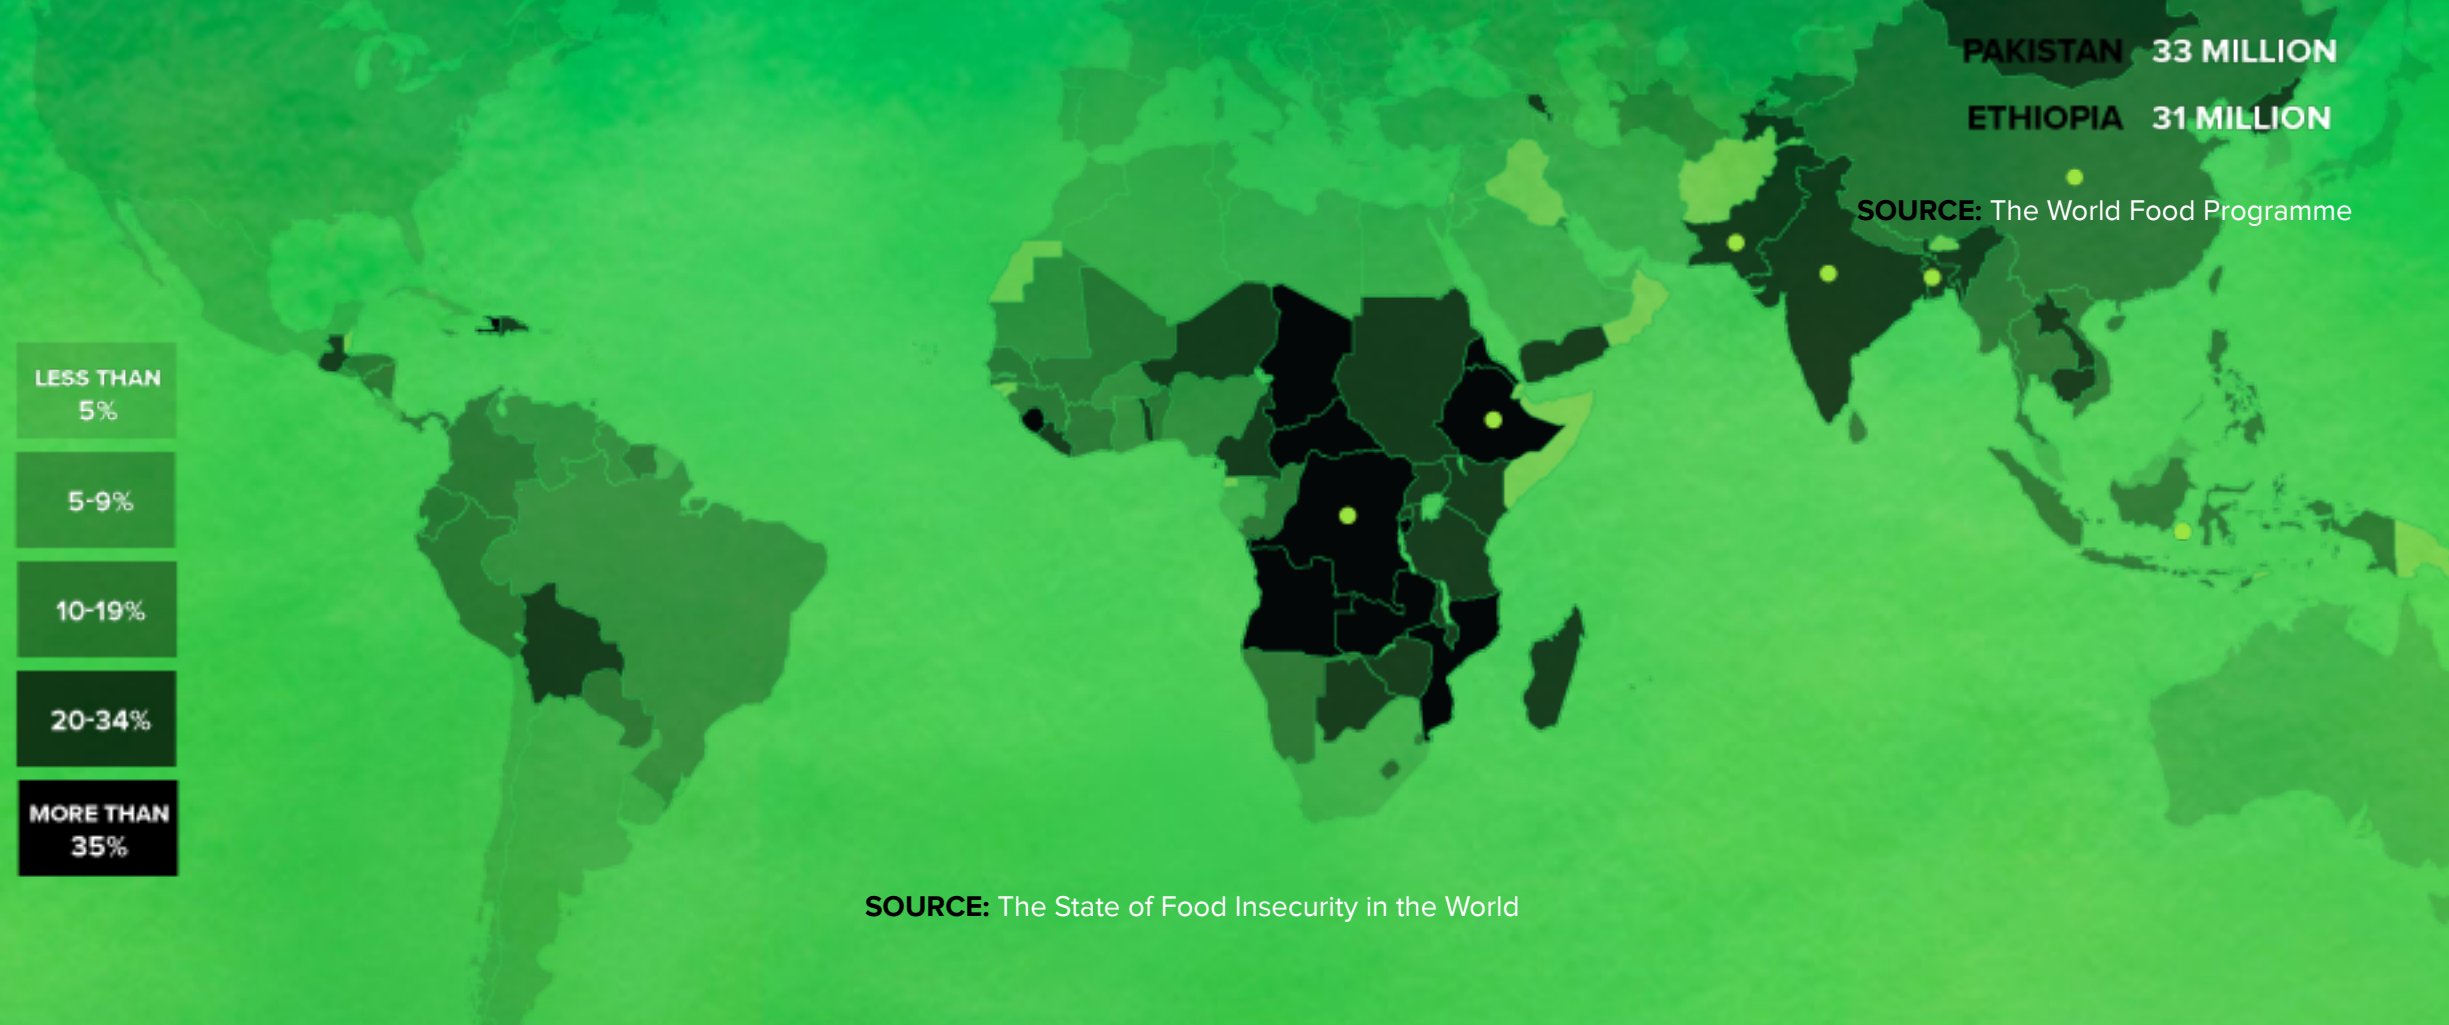 PAKISTAN 33 MILLION
ETHIOPIA 31 MILLION
SOURCE: The World Food Programme
LESS THAN
5%
5-9%
10-19%
20-34%
MORE THAN
35%
SOURCE: The State of Food Insecurity in the World